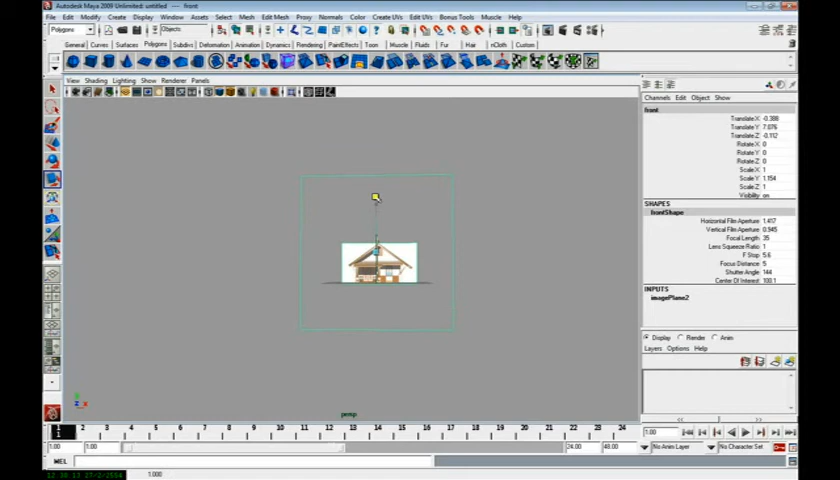 Autodesk Maya 2009 Unlimited: untitled --- front
File Edit Modify Create Display Window Assets Select Mesh Edit Mesh Proxy Normals Color Create UVs Edit UVs Bonus Tools Muscle Help
Polygons Objects
General Curves Surfaces Polygons Subdivs Deformation Animation Dynamics Rendering PaintEffects Toon Muscle Fluids Fur Hair nCloth Custom
View Shading Lighting Show Renderer Panels
Channels Edit Object Show
front
Translate X -0.388
Translate Y 7.076
Translate Z -0.112
Rotate X 0
Rotate Y 0
Rotate Z 0
Scale X 1
Scale Y 1.154
Scale Z 1
Visibility on
SHAPES
frontShape
Horizontal Film Aperture 1.417
Vertical Film Aperture 0.945
Focal Length 35
Lens Squeeze Ratio 1
F Stop 5.6
Focus Distance 5
Shutter Angle 144
Center Of Interest 100.1
INPUTS
imagePlane2
Display Render Anim
Layers Options Help
persp
1 2 3 4 5 6 7 8 9 10 11 12 13 14 15 16 17 18 19 20 21 22 23 24
1
1.00
1.00 1.00 24.00 48.00 No Anim Layer No Character Set
MEL
1.000